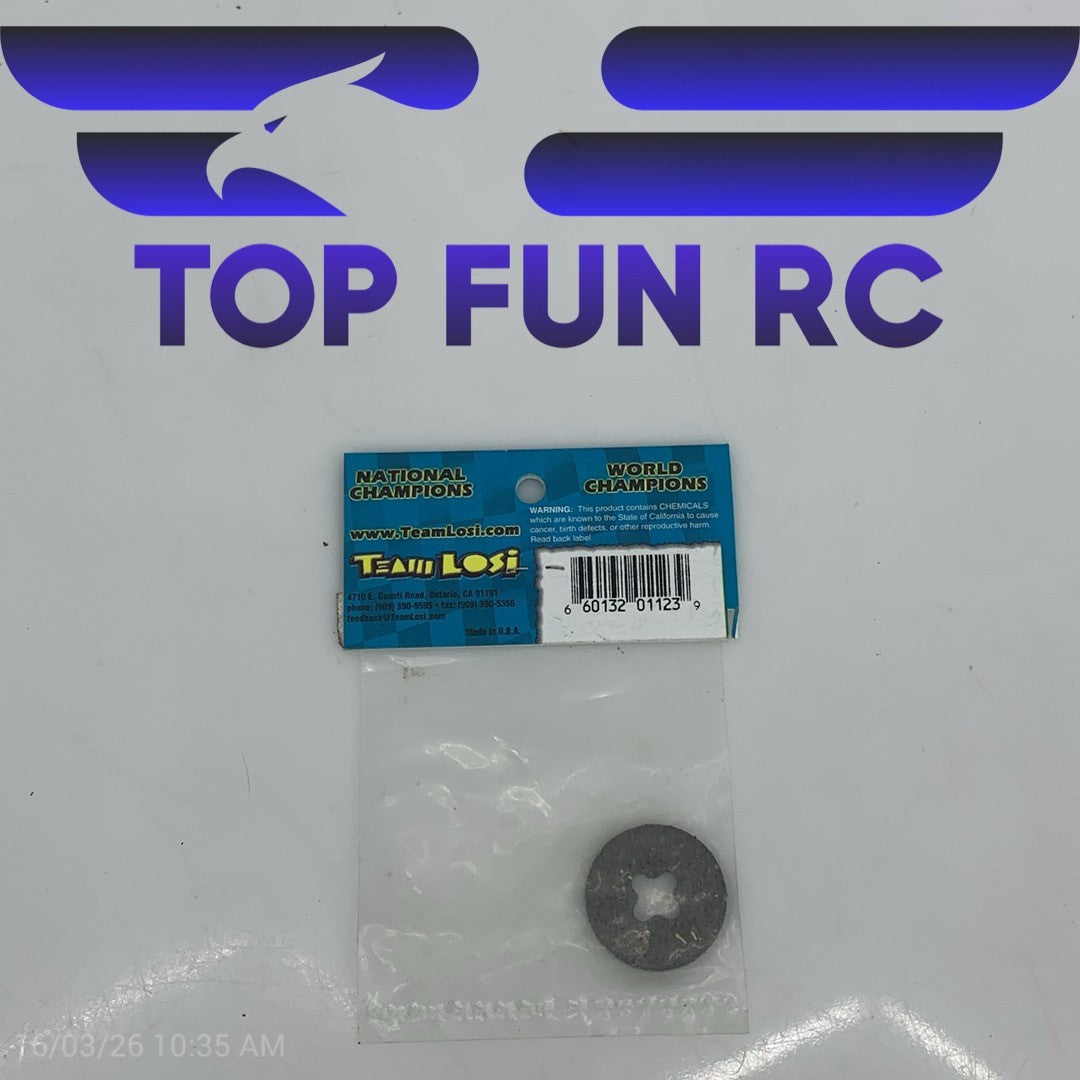 TOP FUN RC
NATIONAL
CHAMPIONS
www.TeamLosi.com
TEAM LOSI
4710 E. Guasti Road, Ontario, CA 91761
phone: (909) 390-9595 • fax: (909) 390-5356
feedback@TeamLosi.com
Made in U.S.A.
WORLD
CHAMPIONS
WARNING: This product contains CHEMICALS
which are known to the State of California to cause
cancer, birth defects, or other reproductive harm.
Read back label.
6 60132 01123 9
16/03/26 10:35 AM